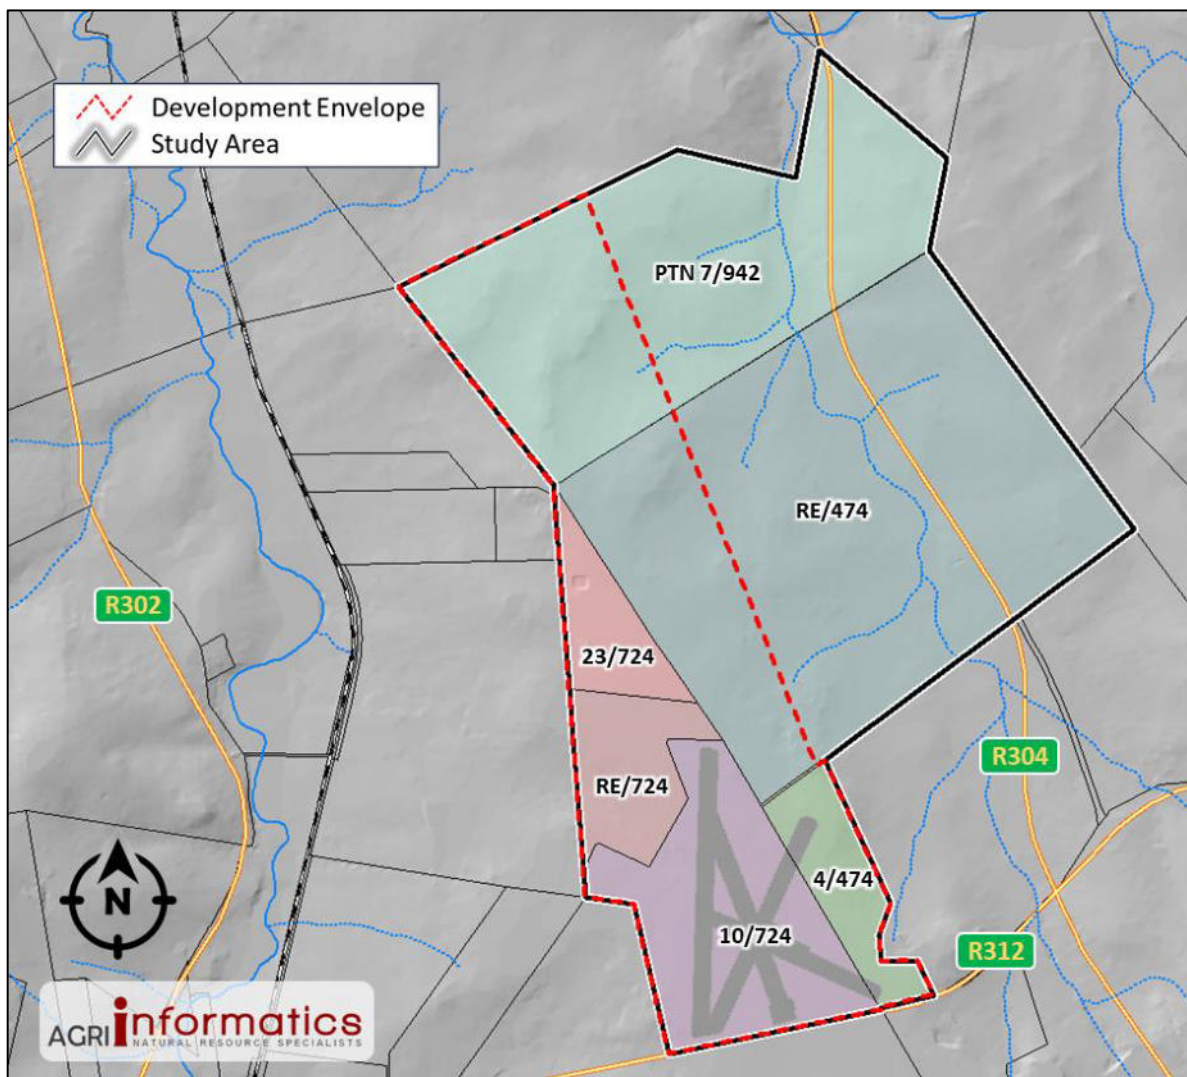 Development Envelope
Study Area
PTN 7/942
RE/474
R302
23/724
R304
RE/724
4/474
N
10/724
R312
AGRI informatics
NATURAL RESOURCE SPECIALISTS